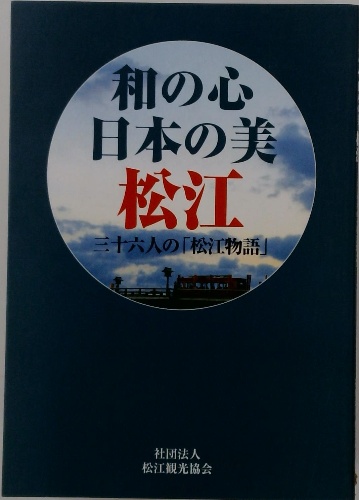 和の心
日本の美
松江
三十六人の「松江物語」
社団法人
松江観光協会